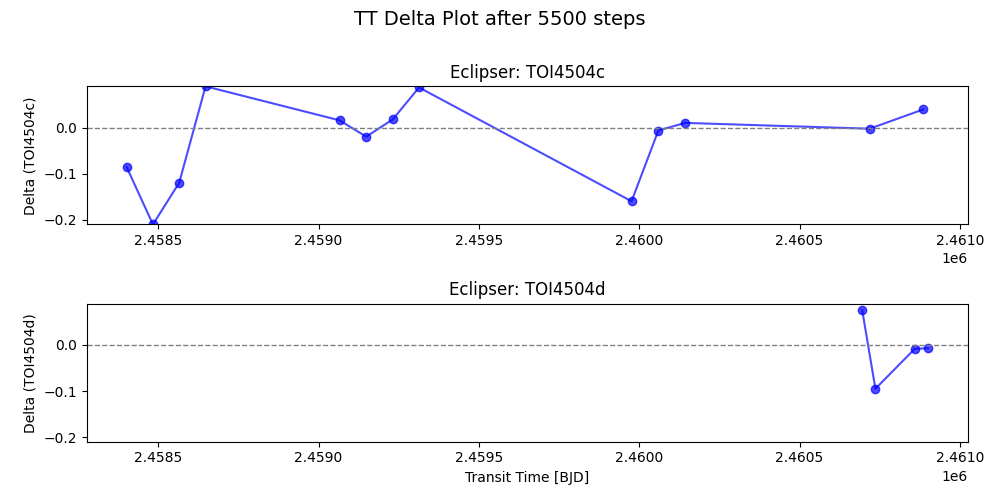 TT Delta Plot after 5500 steps
Eclipser: TOI4504c
Delta (TOI4504c)
0.0
−0.1
−0.2
2.4585 2.4590 2.4595 2.4600 2.4605 2.4610
1e6
Eclipser: TOI4504d
Delta (TOI4504d)
0.0
−0.1
−0.2
2.4585 2.4590 2.4595 2.4600 2.4605 2.4610
Transit Time [BJD]
1e6